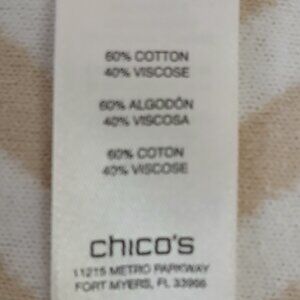 60% COTTON
40% VISCOSE
60% ALGODÓN
40% VISCOSA
60% COTON
40% VISCOSE
chico's
11215 METRO PARKWAY
FORT MYERS, FL 33966